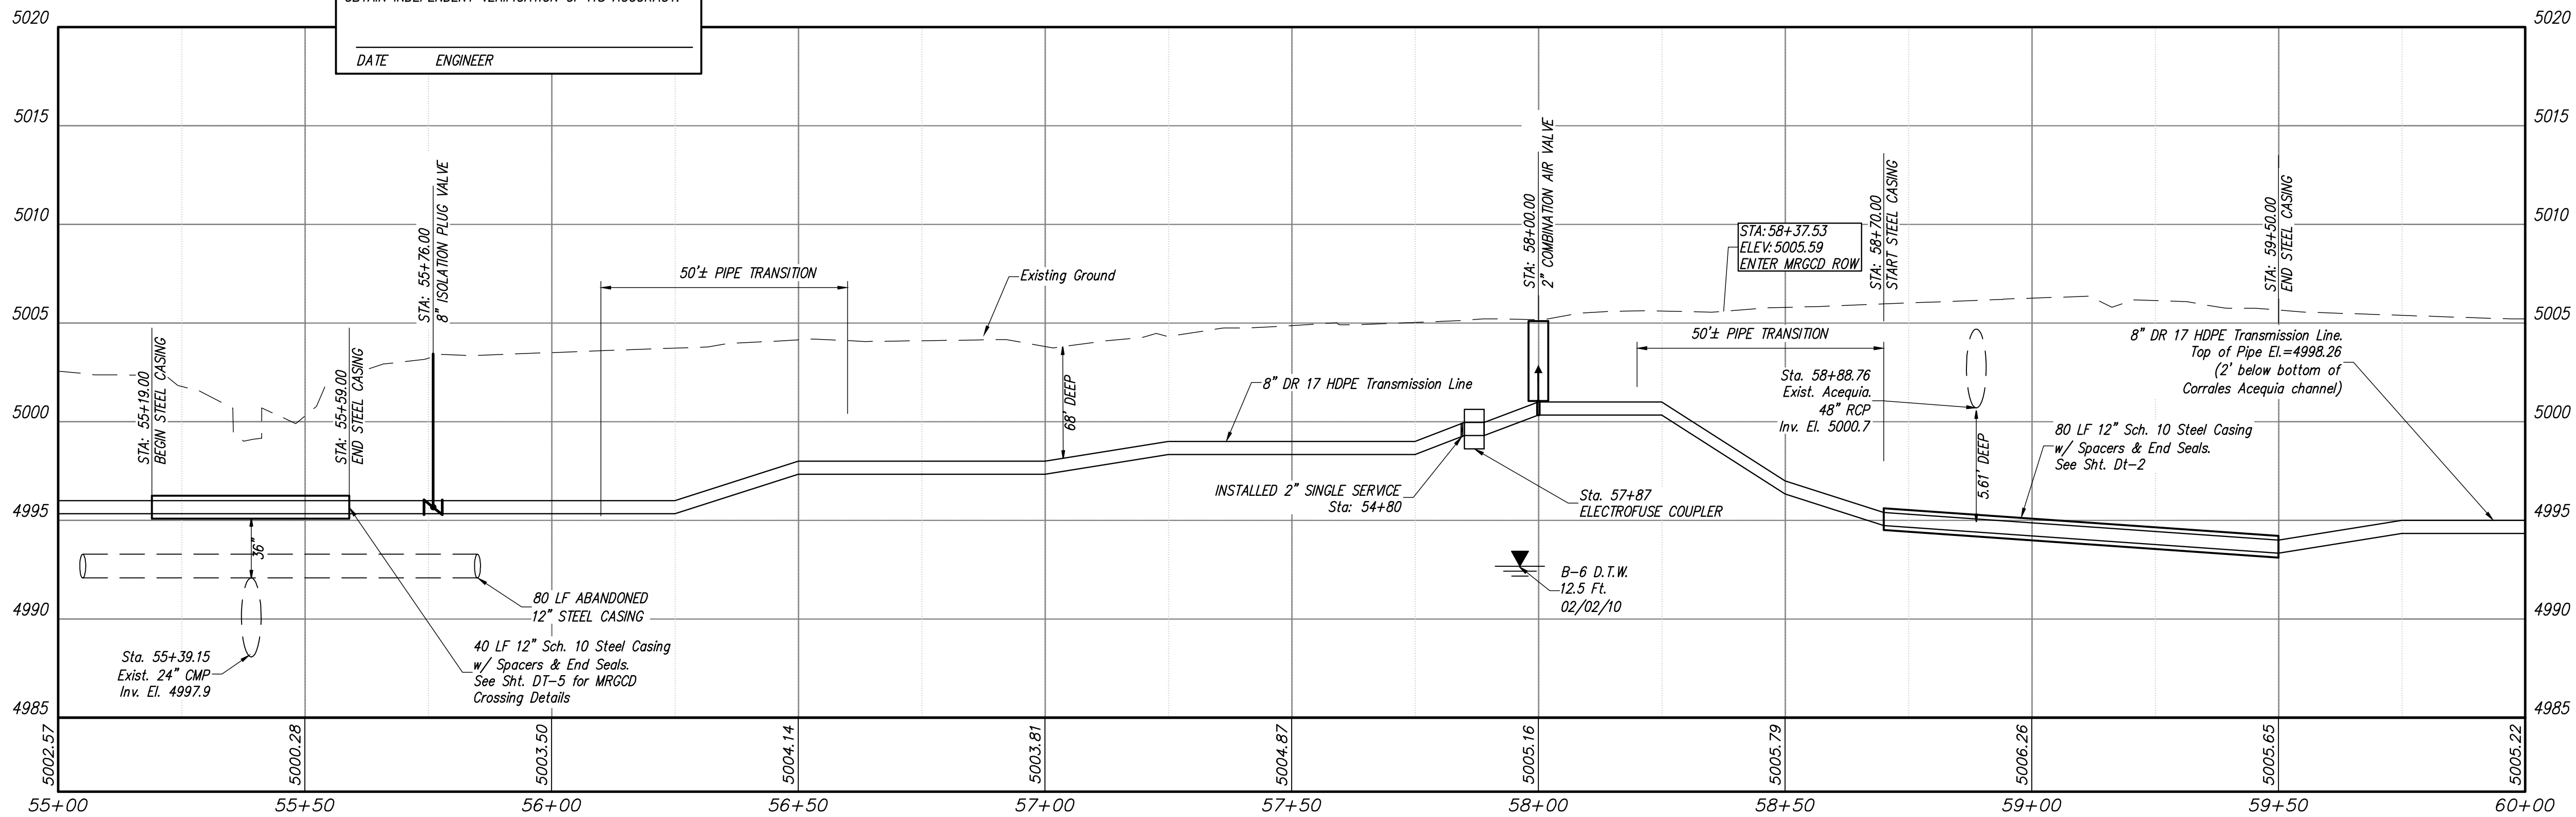 DATE ENGINEER
5020
5015
5010
5005
5000
4995
4990
4985
5020
5015
5010
5005
5000
4995
4990
4985
STA: 55+19.00
BEGIN STEEL CASING
STA: 55+59.00
END STEEL CASING
STA: 55+76.00
8" ISOLATION PLUG VALVE
50'± PIPE TRANSITION
Existing Ground
68' DEEP
8" DR 17 HDPE Transmission Line
STA: 58+00.00
2" COMBINATION AIR VALVE
STA:58+37.53
ELEV:5005.59
ENTER MRGCD ROW
STA: 58+70.00
START STEEL CASING
STA: 59+50.00
END STEEL CASING
50'± PIPE TRANSITION
8" DR 17 HDPE Transmission Line.
Top of Pipe El.=4998.26
(2' below bottom of
Corrales Acequia channel)
Sta. 58+88.76
Exist. Acequia.
48" RCP
Inv. El. 5000.7
5.61' DEEP
80 LF 12" Sch. 10 Steel Casing
w/ Spacers & End Seals.
See Sht. Dt-2
INSTALLED 2" SINGLE SERVICE
Sta: 54+80
Sta. 57+87
ELECTROFUSE COUPLER
B-6 D.T.W.
12.5 Ft.
02/02/10
36"
80 LF ABANDONED
12" STEEL CASING
Sta. 55+39.15
Exist. 24" CMP
Inv. El. 4997.9
40 LF 12" Sch. 10 Steel Casing
w/ Spacers & End Seals.
See Sht. DT-5 for MRGCD
Crossing Details
5002.57
5000.28
5003.50
5004.14
5003.81
5004.87
5005.16
5005.79
5006.26
5005.65
5005.22
55+00
55+50
56+00
56+50
57+00
57+50
58+00
58+50
59+00
59+50
60+00